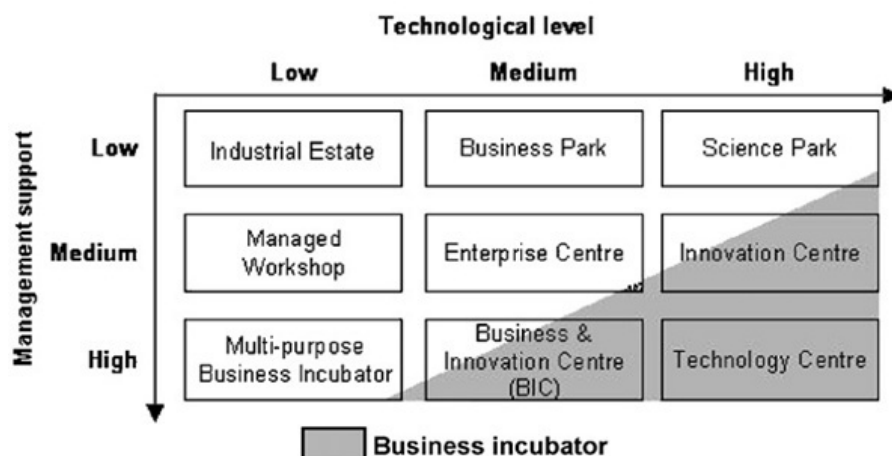 Technological level
Low Medium High
Management support
Low
Industrial Estate
Business Park
Science Park
Medium
Managed
Workshop
Enterprise Centre
Innovation Centre
High
Multi-purpose
Business Incubator
Business &
Innovation Centre
(BIC)
Technology Centre
Business incubator